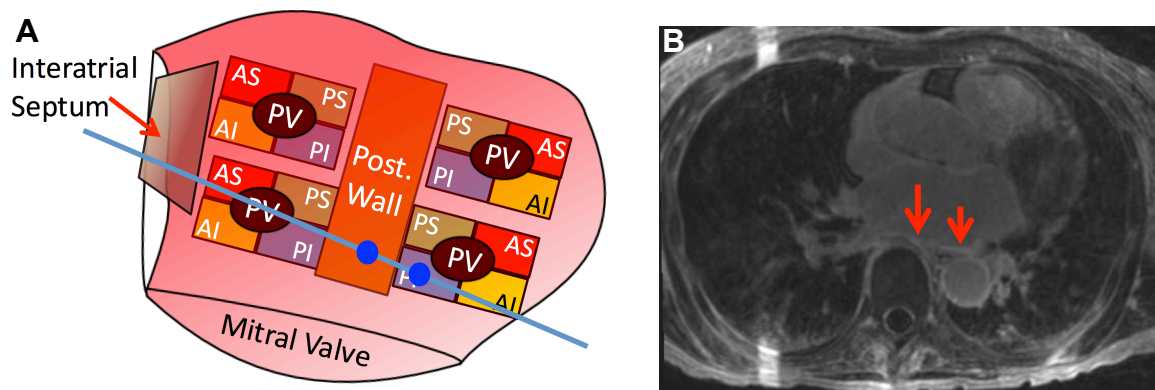 A
B
Interatrial
Septum
AS
PS
PV
AI
PI
PS
AS
PV
PI
AI
Post.
Wall
AS
PS
PV
AI
PI
PS
AS
PV
AI
Mitral Valve